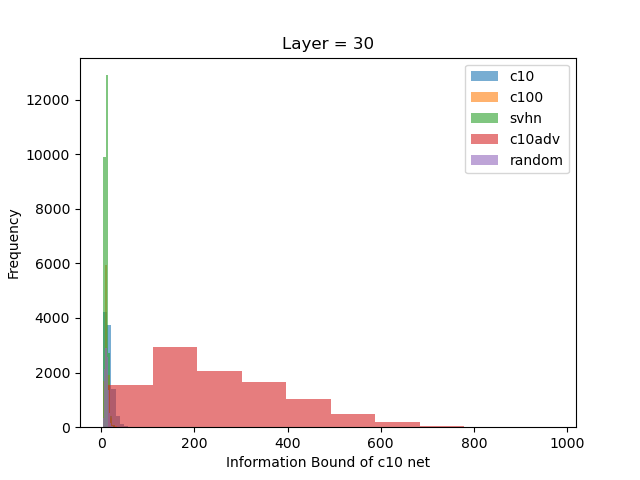 Layer = 30
c10
c100
svhn
c10adv
random
Frequency
12000
10000
8000
6000
4000
2000
0
0 200 400 600 800 1000
Information Bound of c10 net